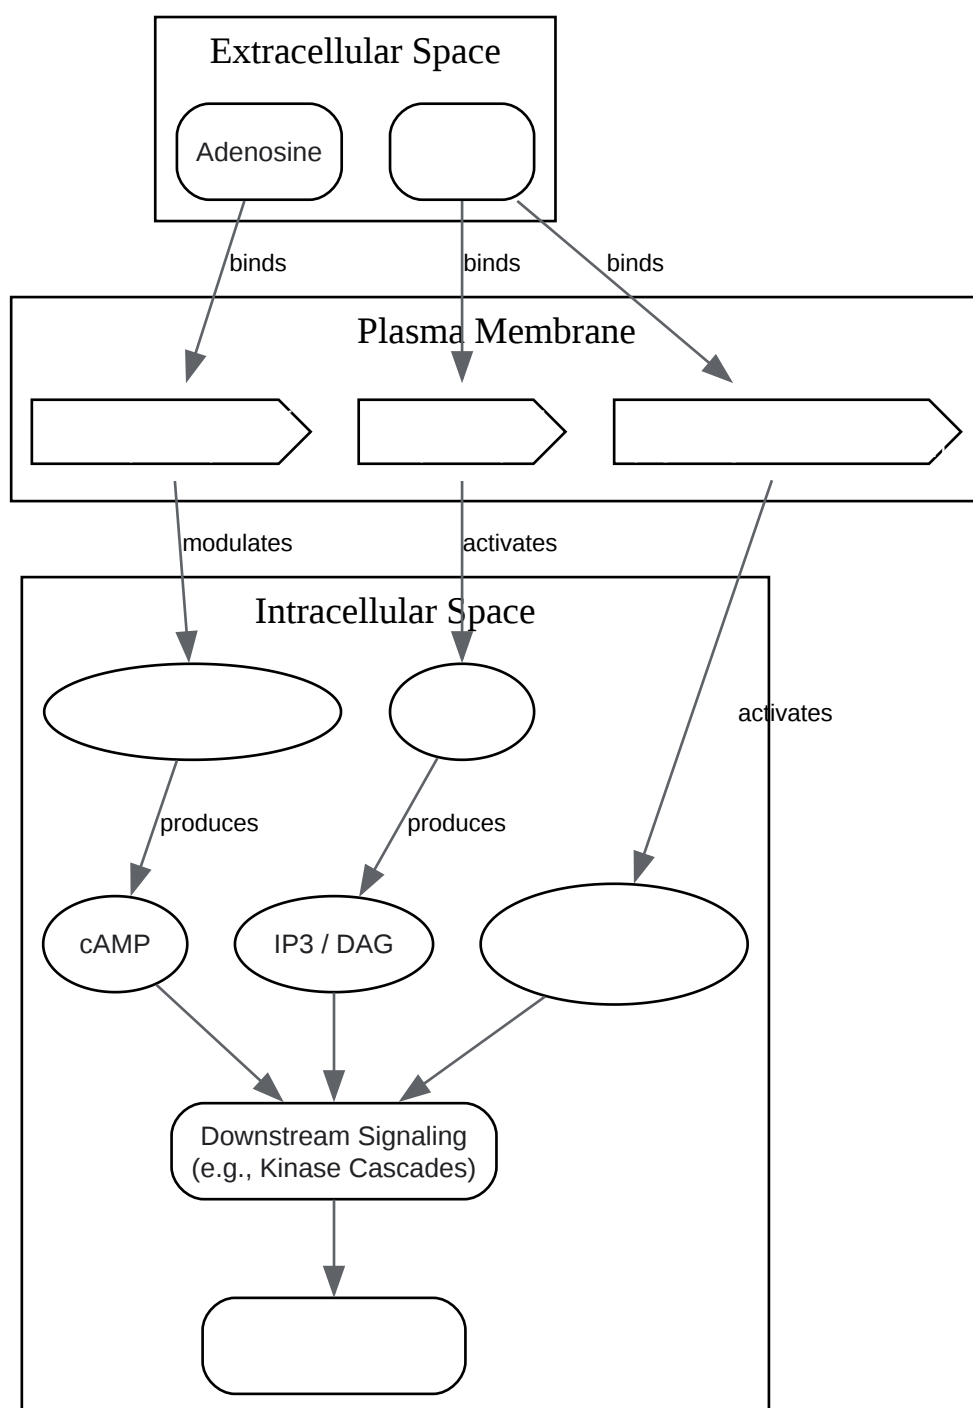 Extracellular Space
Adenosine
binds
binds
binds
Plasma Membrane
modulates
activates
Intracellular Space
activates
produces
produces
cAMP
IP3 / DAG
Downstream Signaling
(e.g., Kinase Cascades)